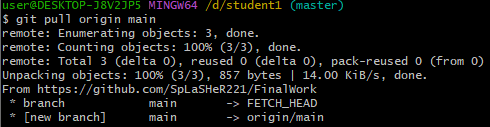 user@DESKTOP-J8V2JP5 MINGW64 /d/student1 (master)
$ git pull origin main
remote: Enumerating objects: 3, done.
remote: Counting objects: 100% (3/3), done.
remote: Total 3 (delta 0), reused 0 (delta 0), pack-reused 0 (from 0)
Unpacking objects: 100% (3/3), 857 bytes | 14.00 KiB/s, done.
From https://github.com/SpLaSHeR221/FinalWork
 * branch            main       -> FETCH_HEAD
 * [new branch]      main       -> origin/main